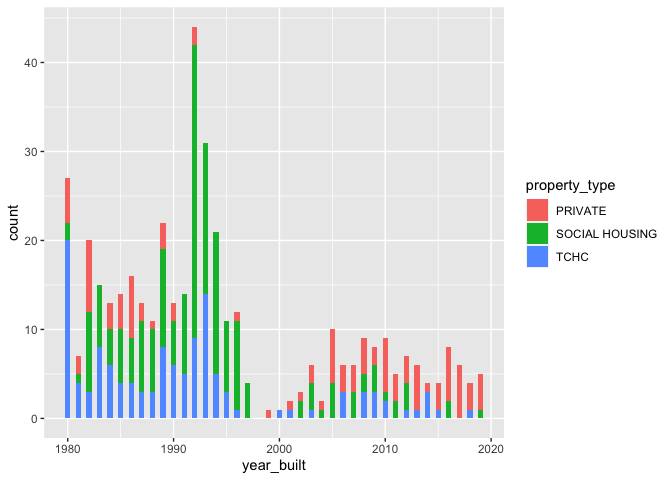 40
30
20
10
0
count
1980
1990
2000
2010
2020
year_built
property_type
PRIVATE
SOCIAL HOUSING
TCHC